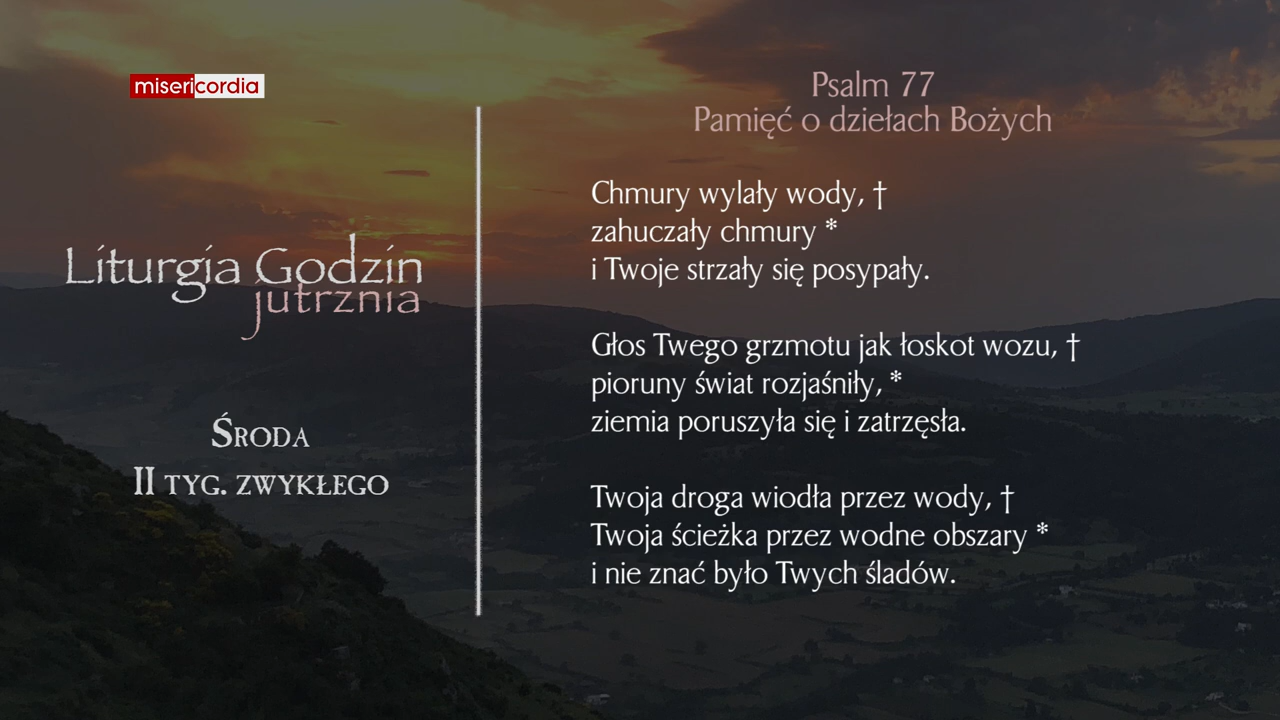 misericordia
Liturgia Godzin
jutrznia
Środa
II tyg. zwykłego
Psalm 77
Pamięć o dziełach Bożych
Chmury wylały wody, †
zahuczały chmury *
i Twoje strzały się posypały.
Głos Twego grzmotu jak łoskot wozu, †
pioruny świat rozjaśniły, *
ziemia poruszyła się i zatrzęsła.
Twoja droga wiodła przez wody, †
Twoja ścieżka przez wodne obszary *
i nie znać było Twych śladów.